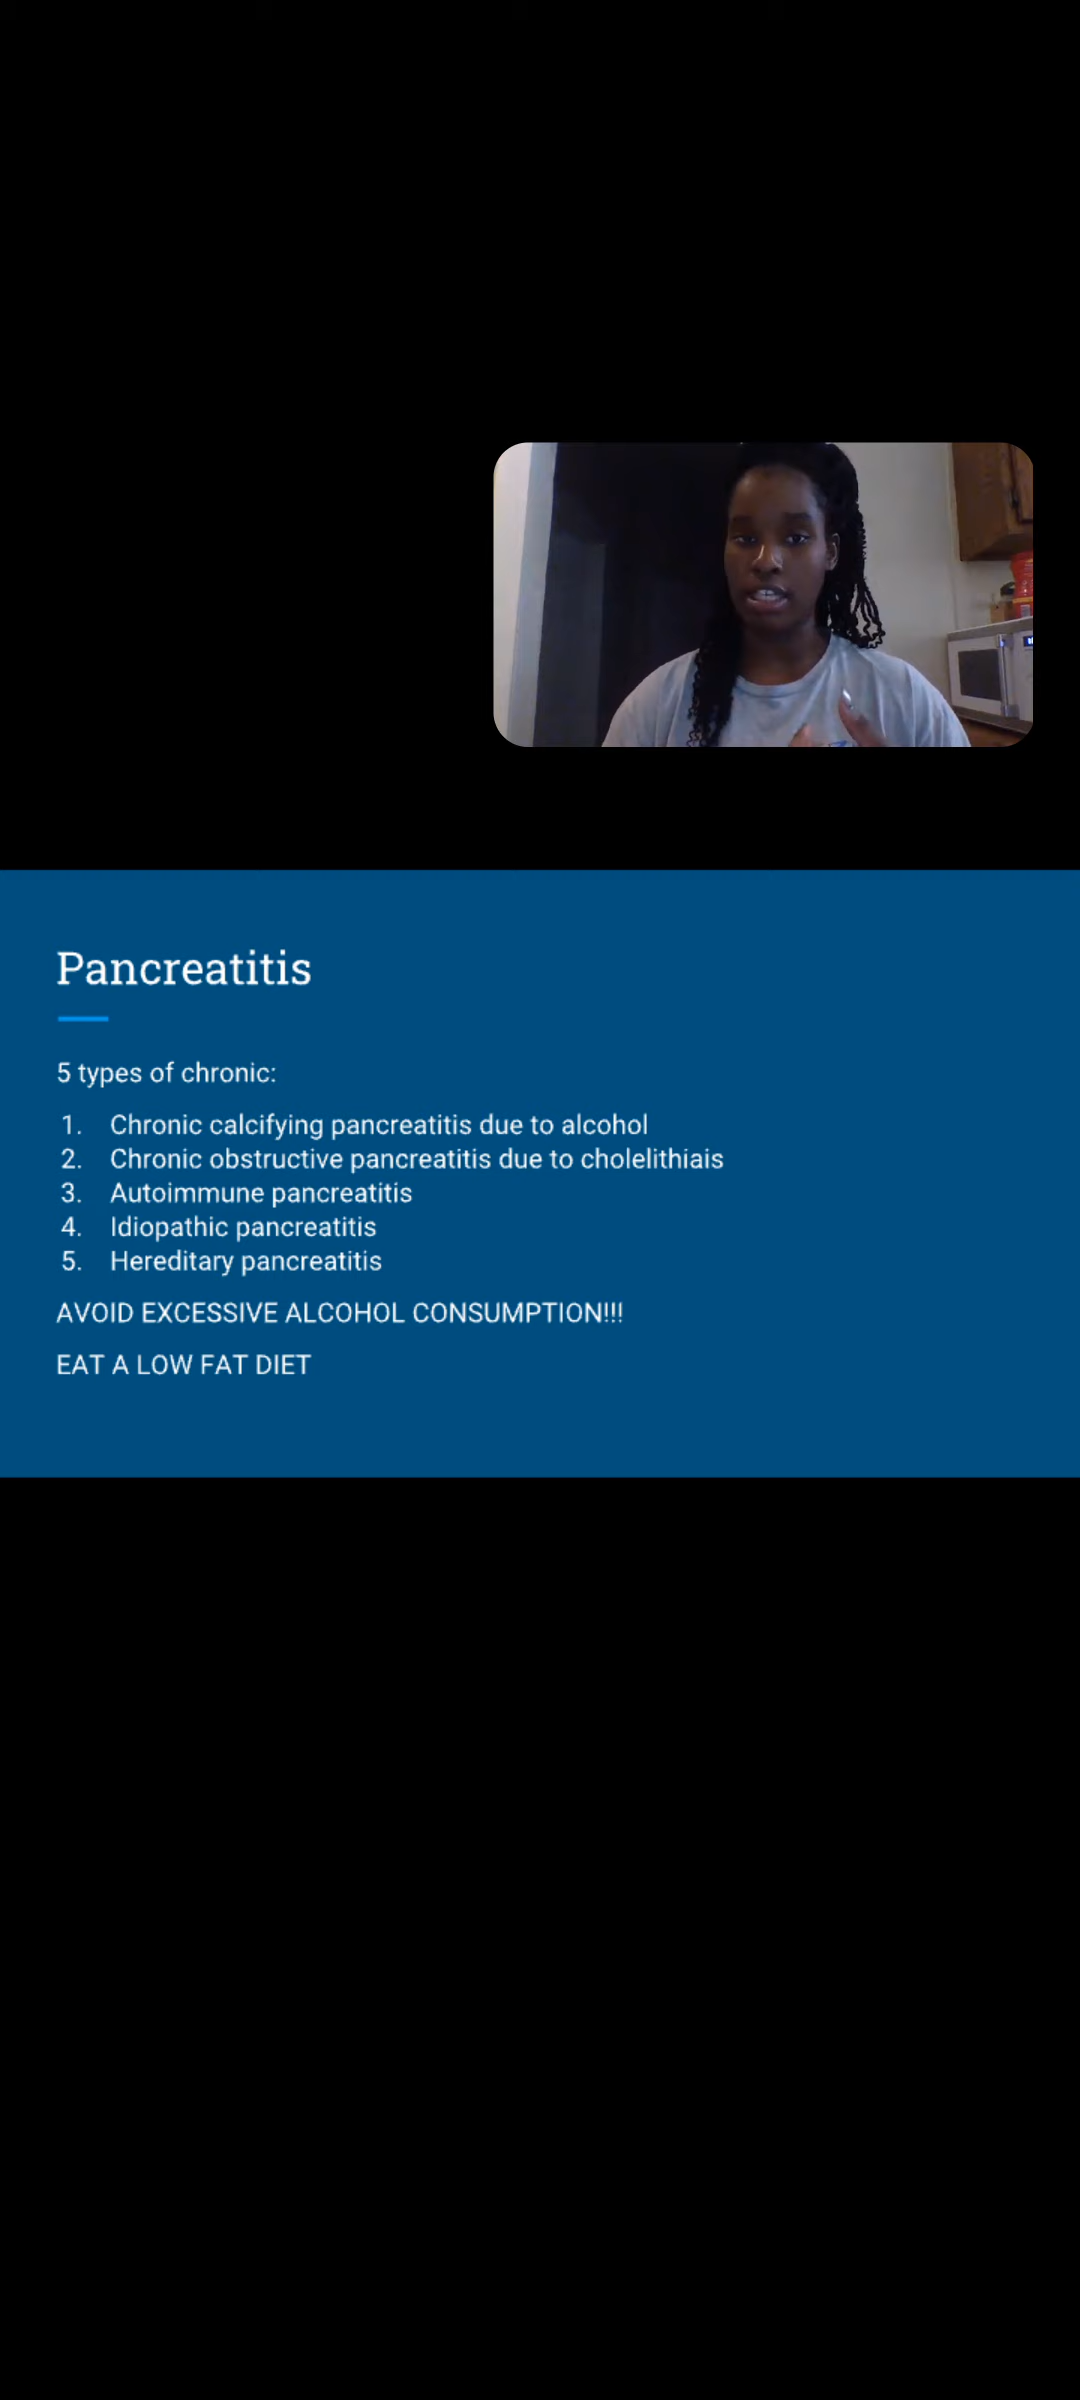 Pancreatitis
5 types of chronic:
1. Chronic calcifying pancreatitis due to alcohol
2. Chronic obstructive pancreatitis due to cholelithiais
3. Autoimmune pancreatitis
4. Idiopathic pancreatitis
5. Hereditary pancreatitis
AVOID EXCESSIVE ALCOHOL CONSUMPTION!!!
EAT A LOW FAT DIET